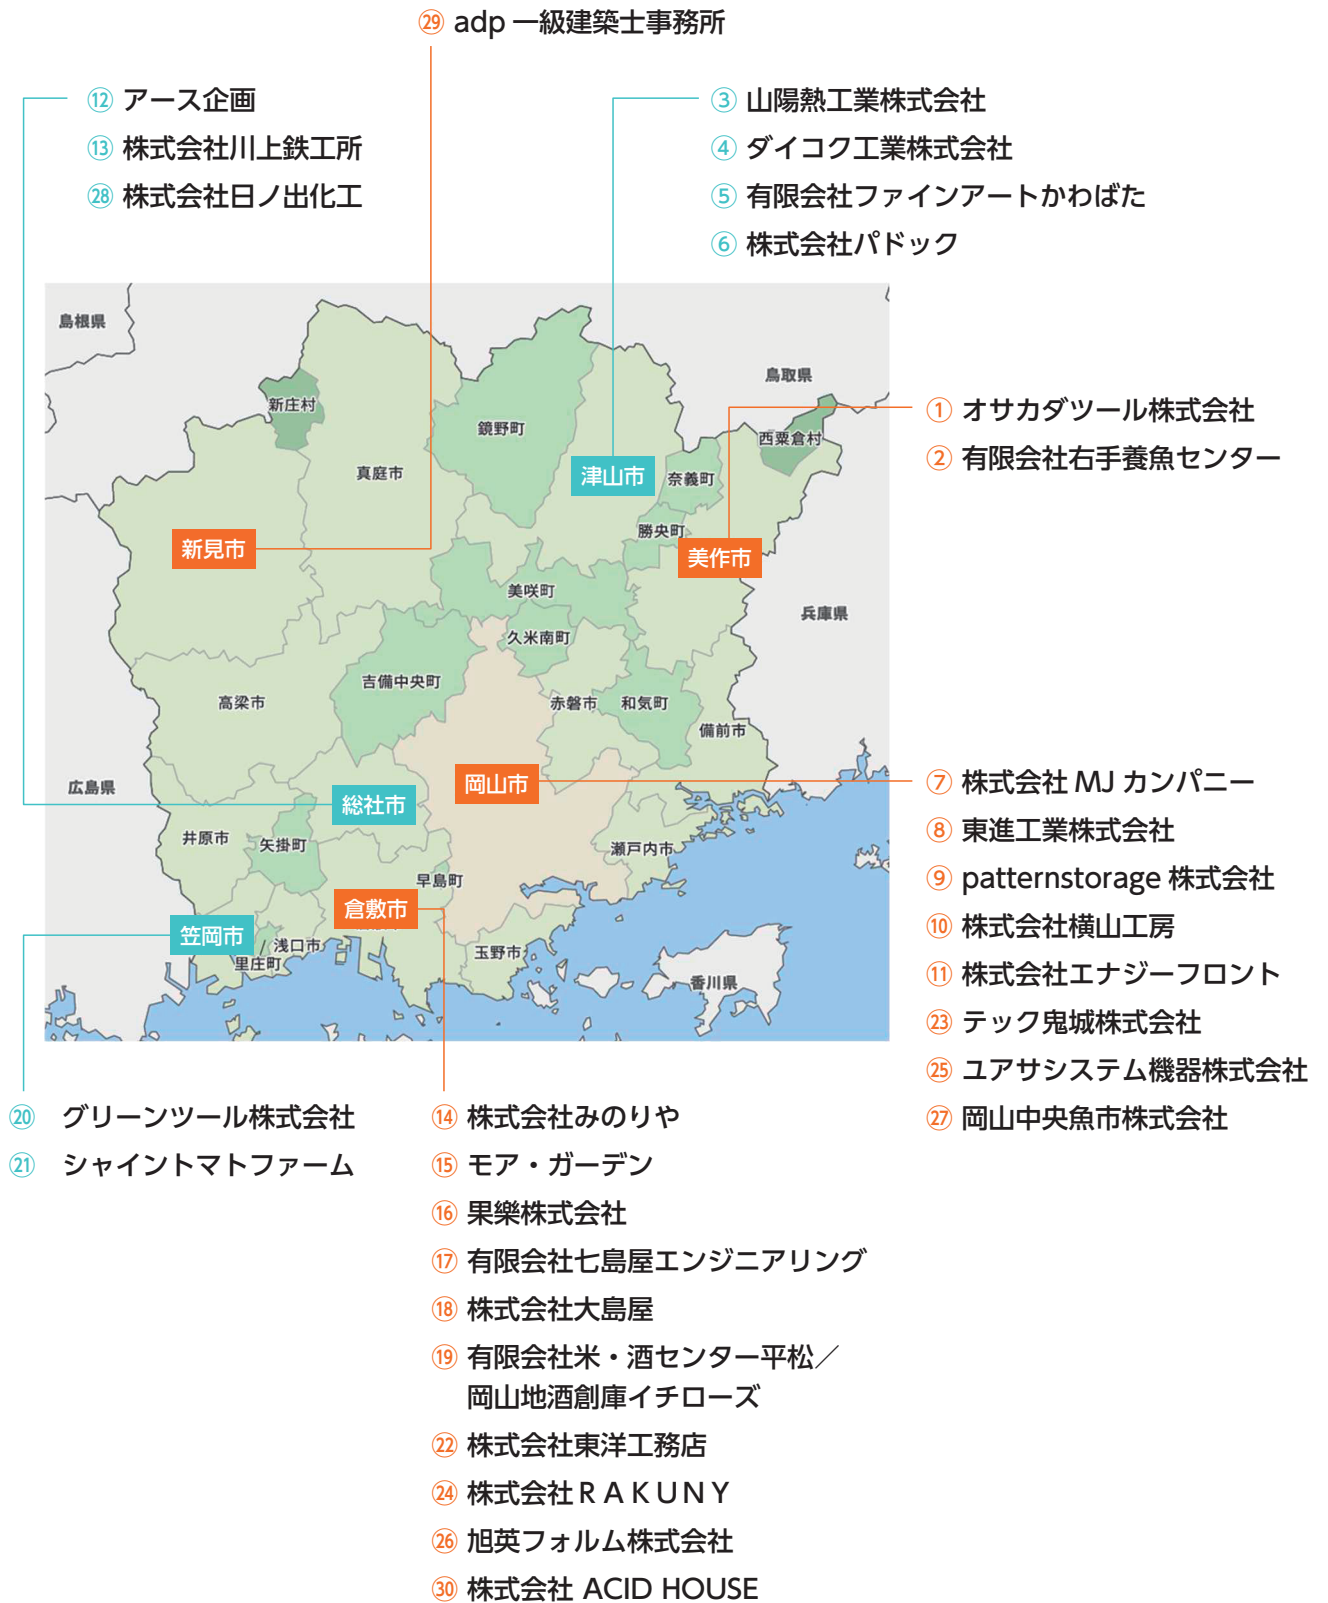 ㉙ adp 一級建築士事務所
⑫ アース企画
⑬ 株式会社川上鉄工所
㉘ 株式会社日ノ出化工
③ 山陽熱工業株式会社
④ ダイコク工業株式会社
⑤ 有限会社ファインアートかわばた
⑥ 株式会社パドック
島根県
鳥取県
新庄村
鏡野町
西粟倉村
真庭市
津山市
奈義町
勝央町
新見市
美作市
美咲町
兵庫県
久米南町
吉備中央町
高梁市
赤磐市
和気町
備前市
広島県
岡山市
総社市
井原市
矢掛町
瀬戸内市
早島町
倉敷市
笠岡市
浅口市
里庄町
玉野市
香川県
① オサカダツール株式会社
② 有限会社右手養魚センター
⑦ 株式会社 MJ カンパニー
⑧ 東進工業株式会社
⑨ patternstorage 株式会社
⑩ 株式会社横山工房
⑪ 株式会社エナジーフロント
㉓ テック鬼城株式会社
㉕ ユアサシステム機器株式会社
㉗ 岡山中央魚市株式会社
⑳ グリーンツール株式会社
㉑ シャイントマトファーム
⑭ 株式会社みのりや
⑮ モア・ガーデン
⑯ 果樂株式会社
⑰ 有限会社七島屋エンジニアリング
⑱ 株式会社大島屋
⑲ 有限会社米・酒センター平松／
岡山地酒創庫イチローズ
㉒ 株式会社東洋工務店
㉔ 株式会社ＲＡＫＵＮＹ
㉖ 旭英フォルム株式会社
㉚ 株式会社 ACID HOUSE